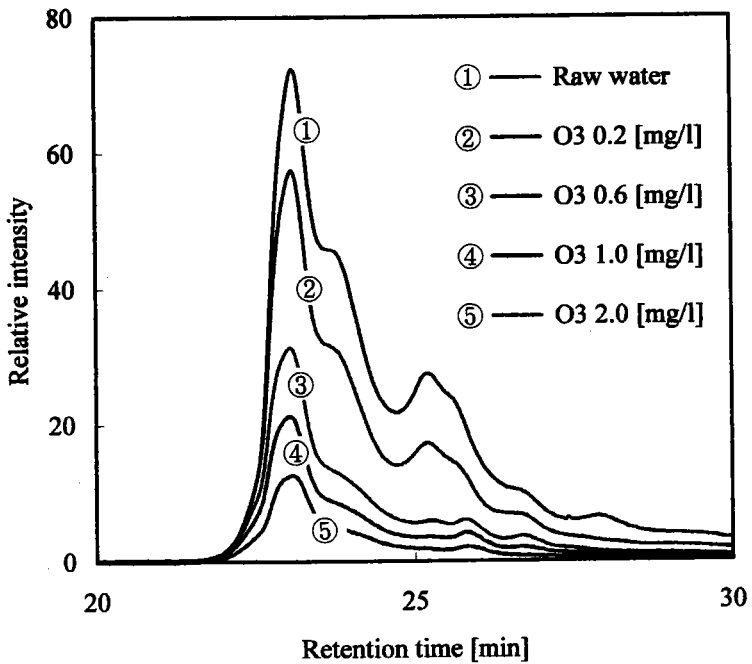 80
60
40
20
0
Relative intensity
① Raw water
② O3 0.2 [mg/l]
③ O3 0.6 [mg/l]
④ O3 1.0 [mg/l]
⑤ O3 2.0 [mg/l]
①
②
③
④
⑤
20 25 30
Retention time [min]